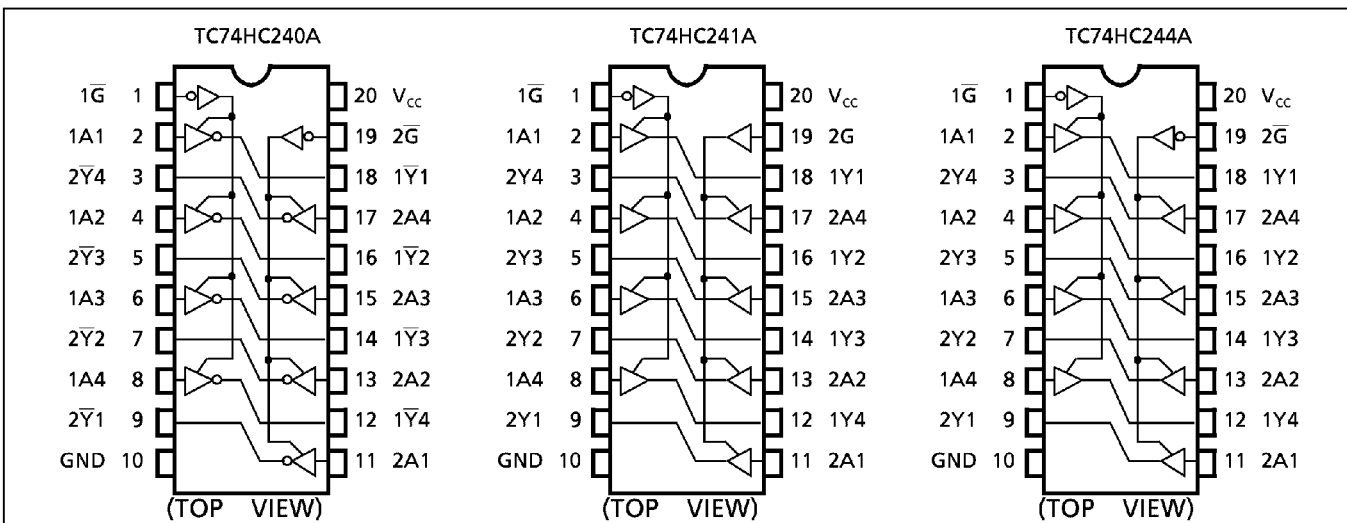 TC74HC240A TC74HC241A TC74HC244A
1G̅ 1 20 VCC 1G̅ 1 20 VCC 1G̅ 1 20 VCC
1A1 2 19 2G̅ 1A1 2 19 2G 1A1 2 19 2G̅
2Y̅4 3 18 1Y̅1 2Y4 3 18 1Y1 2Y4 3 18 1Y1
1A2 4 17 2A4 1A2 4 17 2A4 1A2 4 17 2A4
2Y̅3 5 16 1Y̅2 2Y3 5 16 1Y2 2Y3 5 16 1Y2
1A3 6 15 2A3 1A3 6 15 2A3 1A3 6 15 2A3
2Y̅2 7 14 1Y̅3 2Y2 7 14 1Y3 2Y2 7 14 1Y3
1A4 8 13 2A2 1A4 8 13 2A2 1A4 8 13 2A2
2Y̅1 9 12 1Y̅4 2Y1 9 12 1Y4 2Y1 9 12 1Y4
GND 10 11 2A1 GND 10 11 2A1 GND 10 11 2A1
(TOP VIEW) (TOP VIEW) (TOP VIEW)